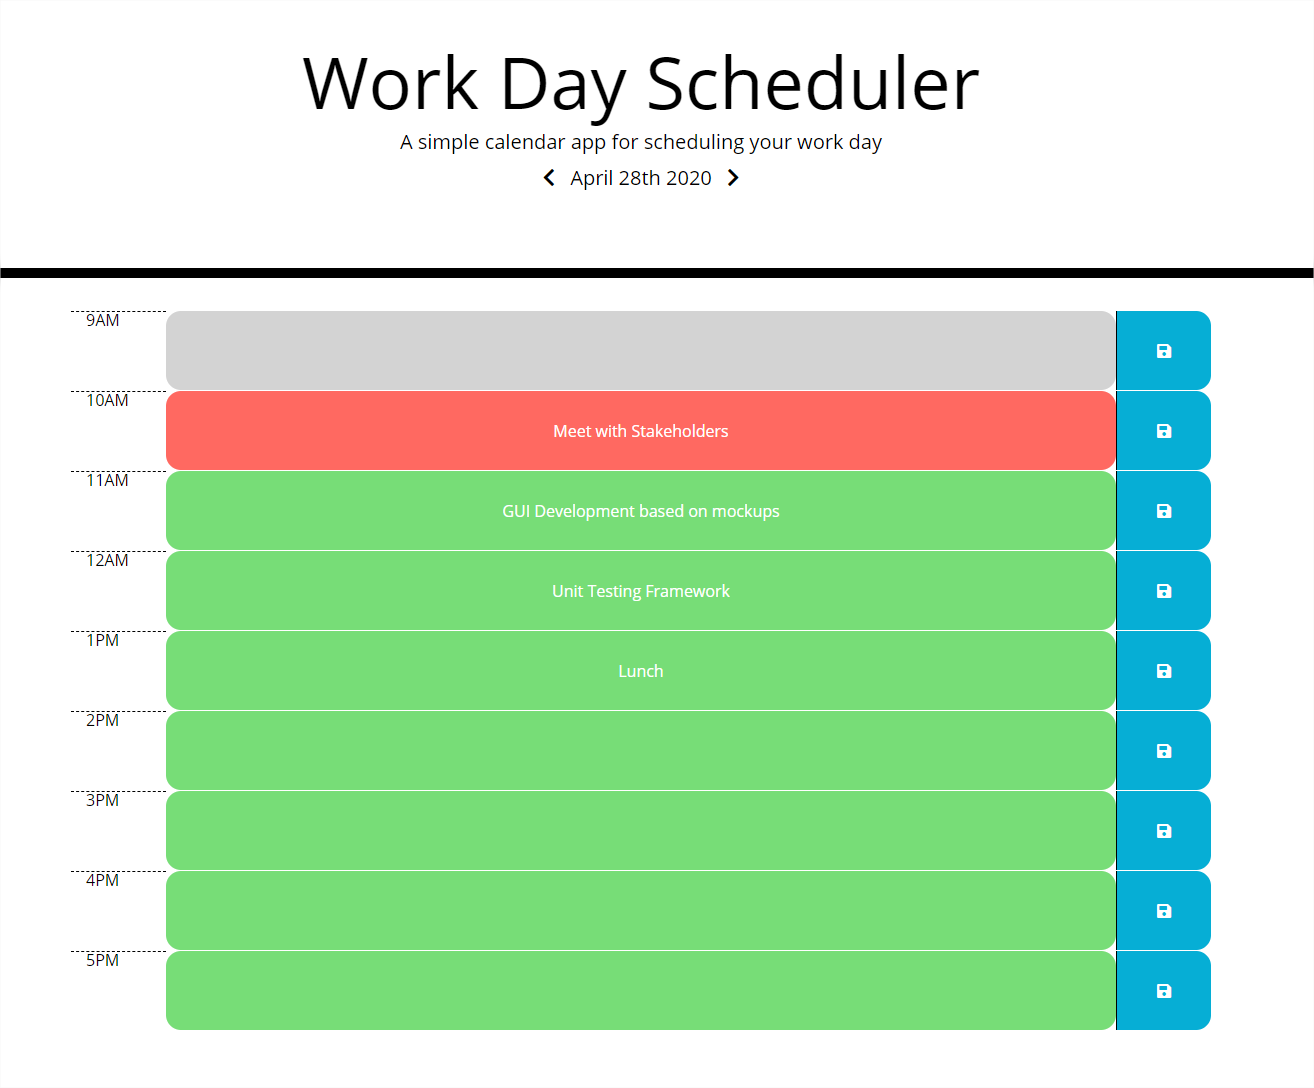 Work Day Scheduler
A simple calendar app for scheduling your work day
April 28th 2020
9AM
10AM
Meet with Stakeholders
11AM
GUI Development based on mockups
12AM
Unit Testing Framework
1PM
Lunch
2PM
3PM
4PM
5PM